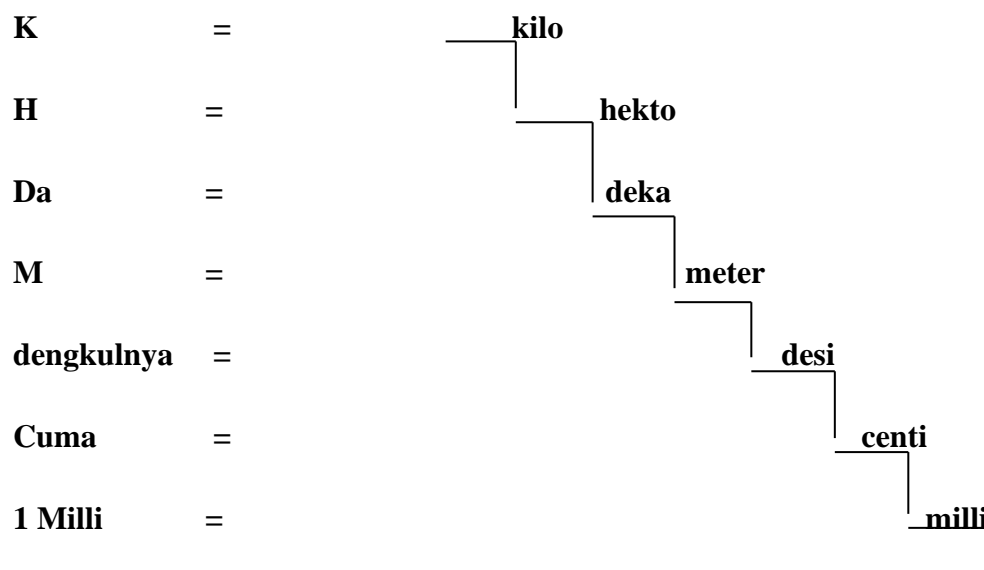 K = kilo
H = hekto
Da = deka
M = meter
dengkulnya = desi
Cuma = centi
1 Milli = milli